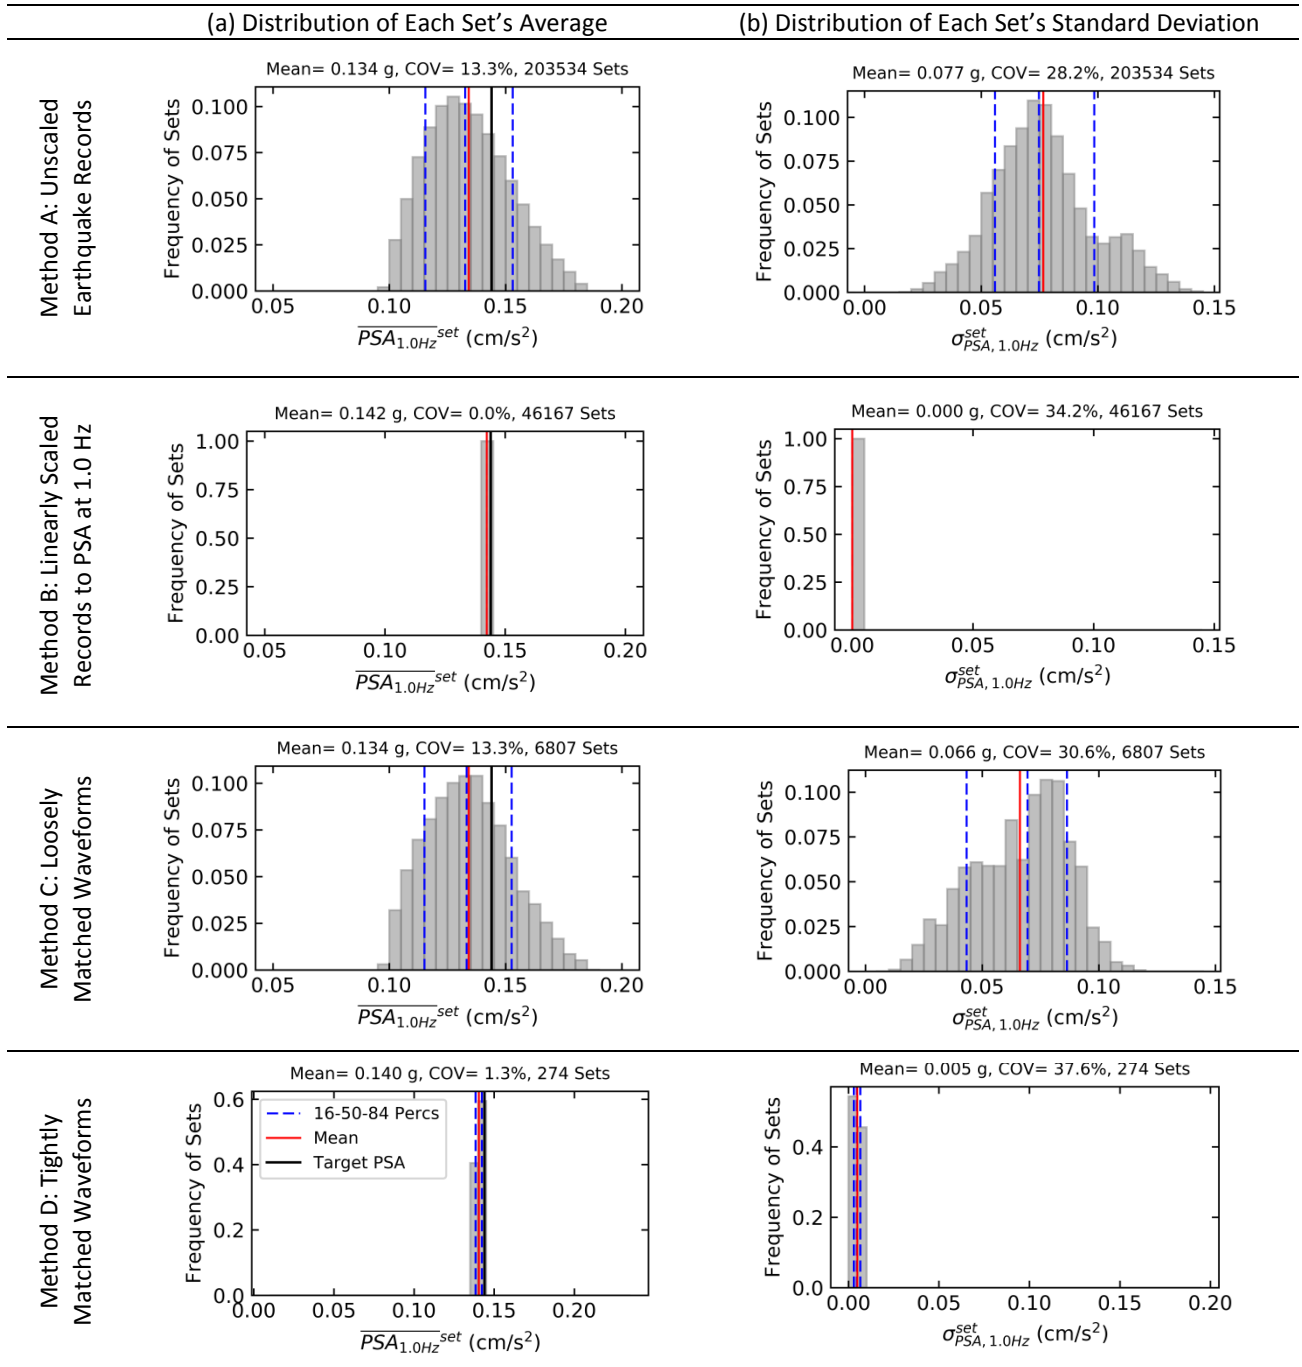 (a) Distribution of Each Set's Average
(b) Distribution of Each Set's Standard Deviation
Method A: Unscaled
Earthquake Records
Mean= 0.134 g, COV= 13.3%, 203534 Sets
Frequency of Sets
0.100
0.075
0.050
0.025
0.000
0.05 0.10 0.15 0.20
PSA1.0Hz set (cm/s2)
Mean= 0.077 g, COV= 28.2%, 203534 Sets
Frequency of Sets
0.100
0.075
0.050
0.025
0.000
0.00 0.05 0.10 0.15
σ set PSA, 1.0Hz (cm/s2)
Method B: Linearly Scaled
Records to PSA at 1.0 Hz
Mean= 0.142 g, COV= 0.0%, 46167 Sets
Frequency of Sets
1.00
0.75
0.50
0.25
0.00
0.05 0.10 0.15 0.20
PSA1.0Hz set (cm/s2)
Mean= 0.000 g, COV= 34.2%, 46167 Sets
Frequency of Sets
1.00
0.75
0.50
0.25
0.00
0.00 0.05 0.10 0.15
σ set PSA, 1.0Hz (cm/s2)
Method C: Loosely
Matched Waveforms
Mean= 0.134 g, COV= 13.3%, 6807 Sets
Frequency of Sets
0.100
0.075
0.050
0.025
0.000
0.05 0.10 0.15 0.20
PSA1.0Hz set (cm/s2)
Mean= 0.066 g, COV= 30.6%, 6807 Sets
Frequency of Sets
0.100
0.075
0.050
0.025
0.000
0.00 0.05 0.10 0.15
σ set PSA, 1.0Hz (cm/s2)
Method D: Tightly
Matched Waveforms
Mean= 0.140 g, COV= 1.3%, 274 Sets
Frequency of Sets
0.6
0.4
0.2
0.0
16-50-84 Percs
Mean
Target PSA
0.00 0.05 0.10 0.15 0.20
PSA1.0Hz set (cm/s2)
Mean= 0.005 g, COV= 37.6%, 274 Sets
Frequency of Sets
0.4
0.2
0.0
0.00 0.05 0.10 0.15 0.20
σ set PSA, 1.0Hz (cm/s2)